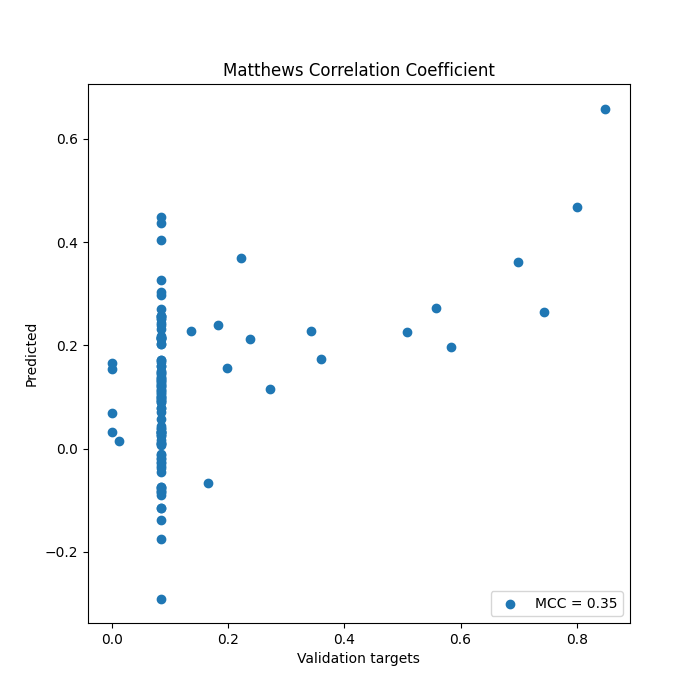 Matthews Correlation Coefficient
0.6
0.4
0.2
0.0
−0.2
Predicted
MCC = 0.35
0.0 0.2 0.4 0.6 0.8
Validation targets